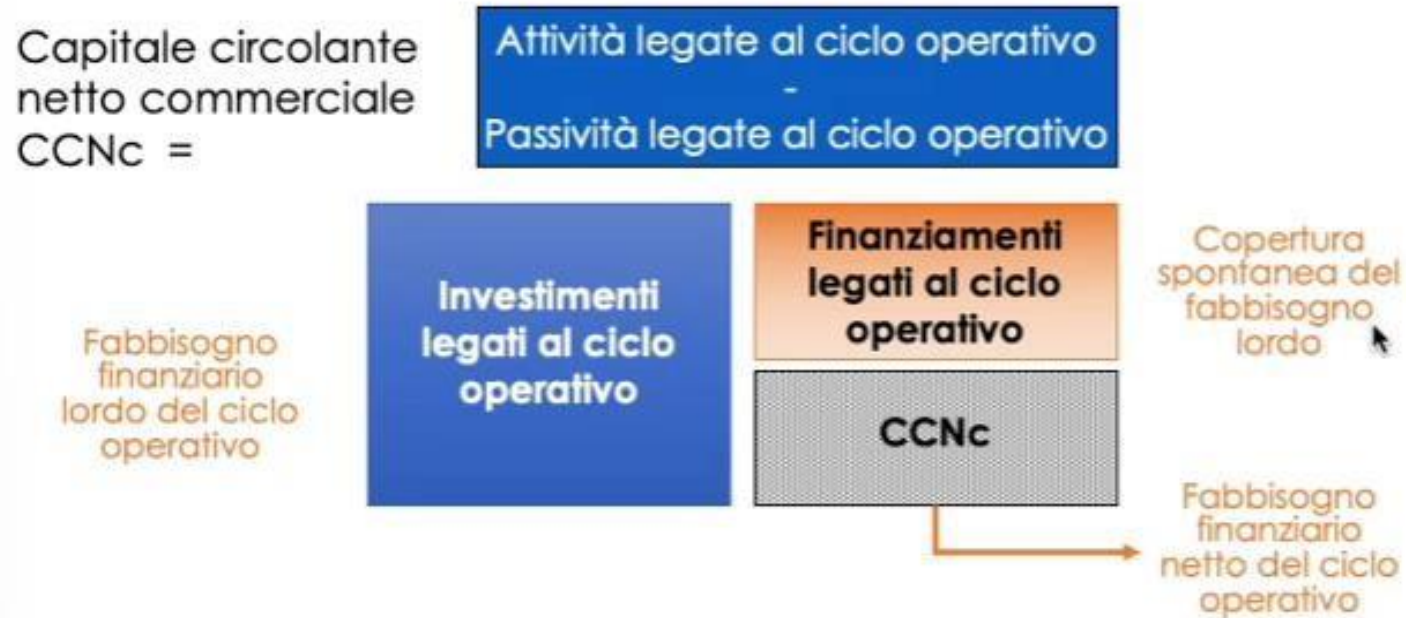 Capitale circolante
netto commerciale
CCNc =
Attività legate al ciclo operativo
-
Passività legate al ciclo operativo
Fabbisogno
finanziario
lordo del ciclo
operativo
Investimenti
legati al ciclo
operativo
Finanziamenti
legati al ciclo
operativo
Copertura
spontanea del
fabbisogno
lordo
CCNc
Fabbisogno
finanziario
netto del ciclo
operativo